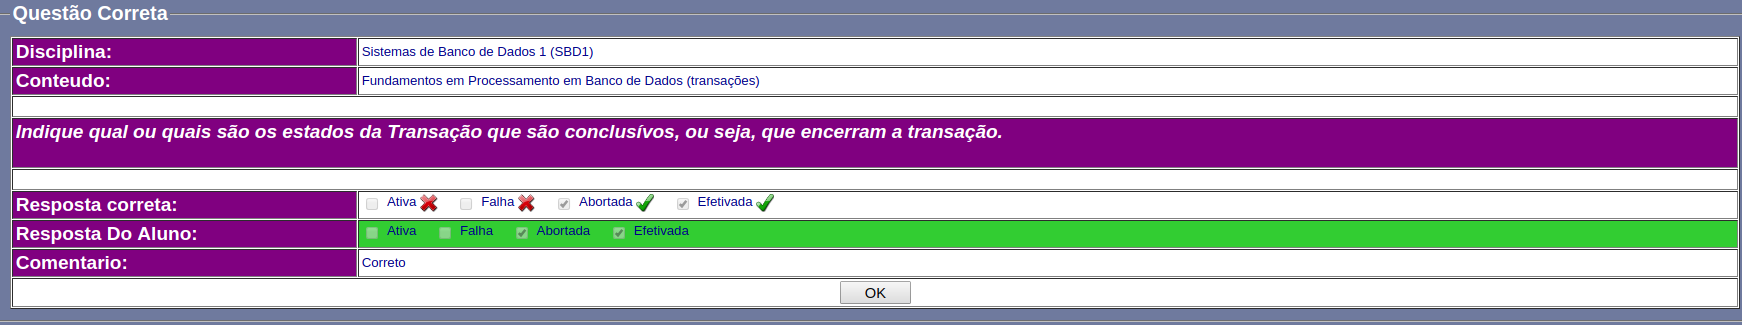 Questão Correta
Disciplina: Sistemas de Banco de Dados 1 (SBD1)
Conteudo: Fundamentos em Processamento em Banco de Dados (transações)
Indique qual ou quais são os estados da Transação que são conclusívos, ou seja, que encerram a transação.
Resposta correta: Ativa Falha Abortada Efetivada
Resposta Do Aluno: Ativa Falha Abortada Efetivada
Comentario: Correto
OK